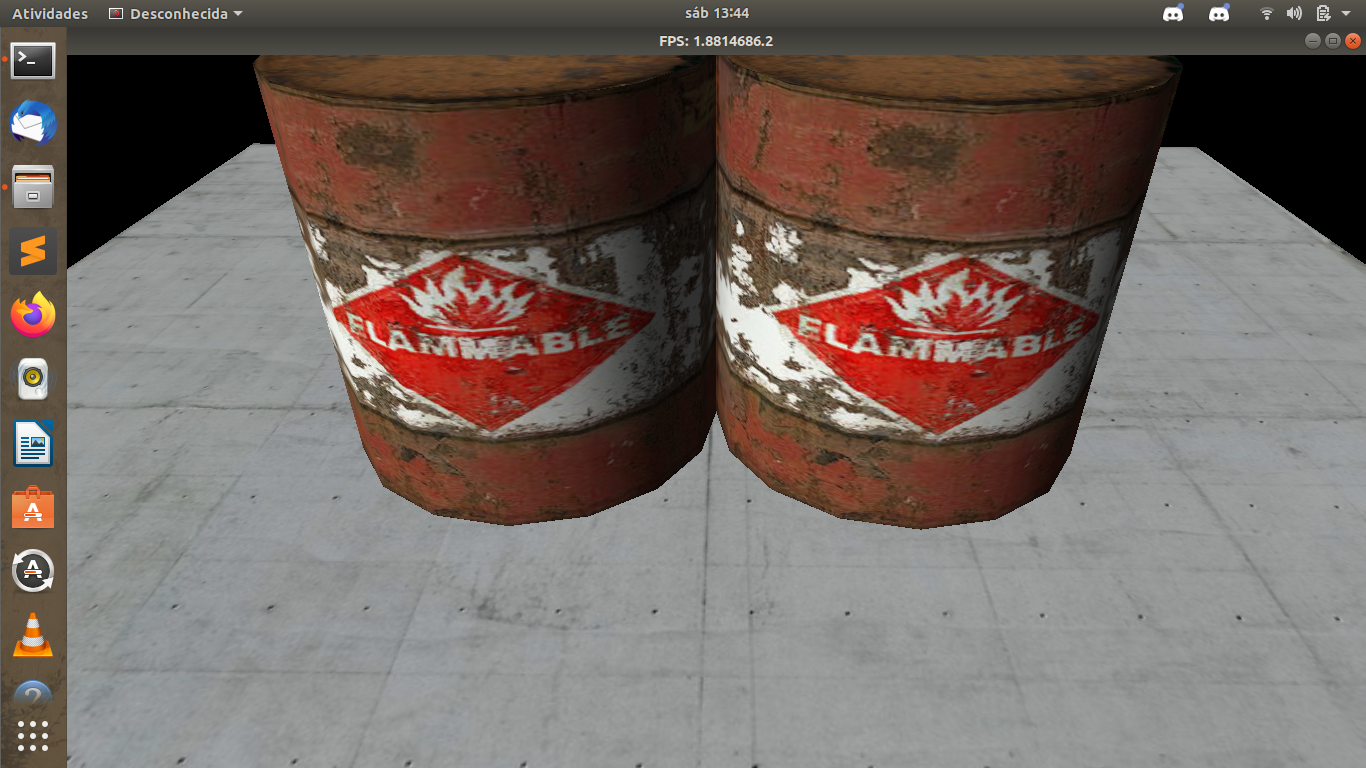 Atividades
Desconhecida
sáb 13:44
FPS: 1.8814686.2
FLAMMABLE
FLAMMABLE